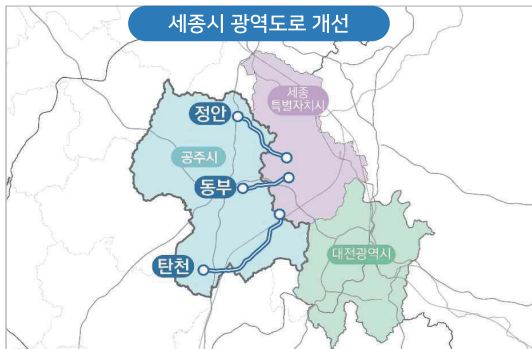 세종시 광역도로 개선
세종
특별자치시
정안
공주시
동부
대전광역시
탄천